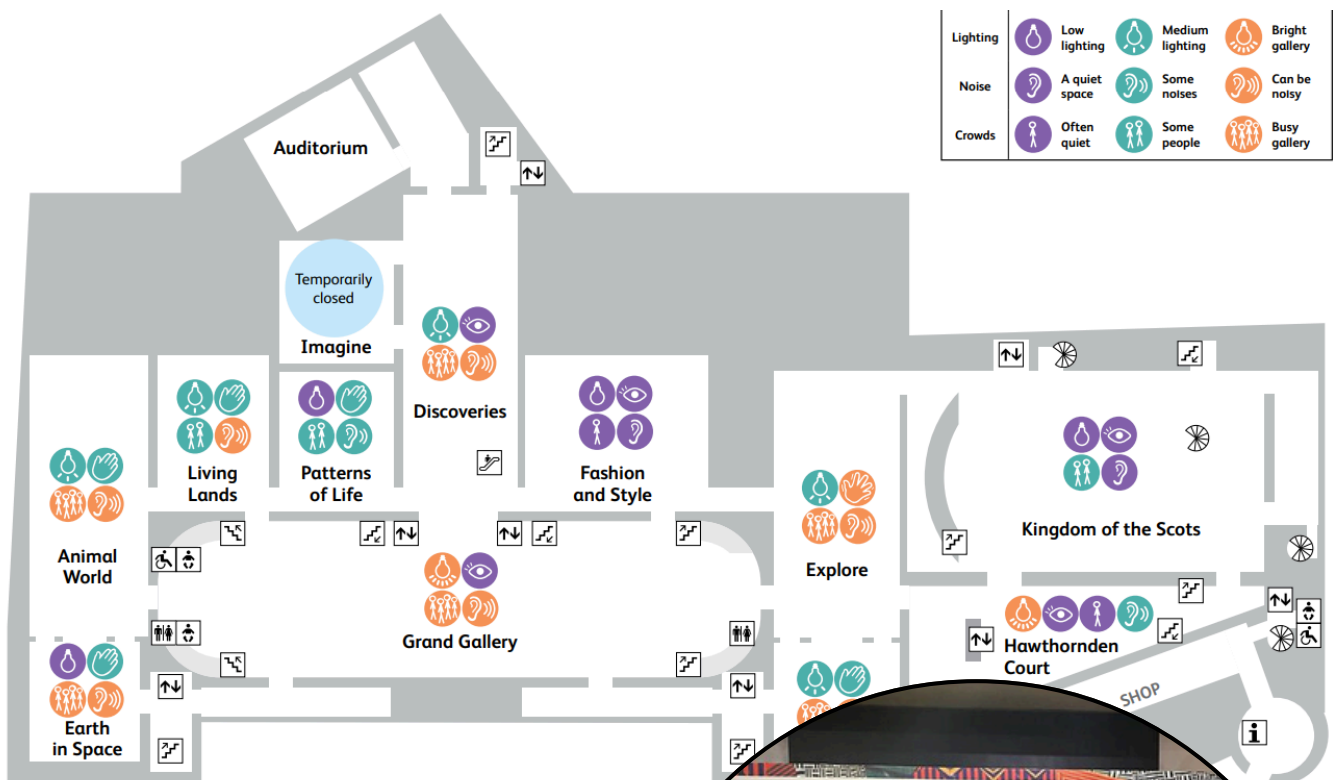 Lighting
Low
lighting
Medium
lighting
Bright
gallery
Noise
A quiet
space
Some
noises
Can be
noisy
Crowds
Often
quiet
Some
people
Busy
gallery
Auditorium
Temporarily
closed
Imagine
Discoveries
Living
Lands
Patterns
of Life
Fashion
and Style
Animal
World
Kingdom of the Scots
Explore
Grand Gallery
Hawthornden
Court
SHOP
Earth
in Space
i